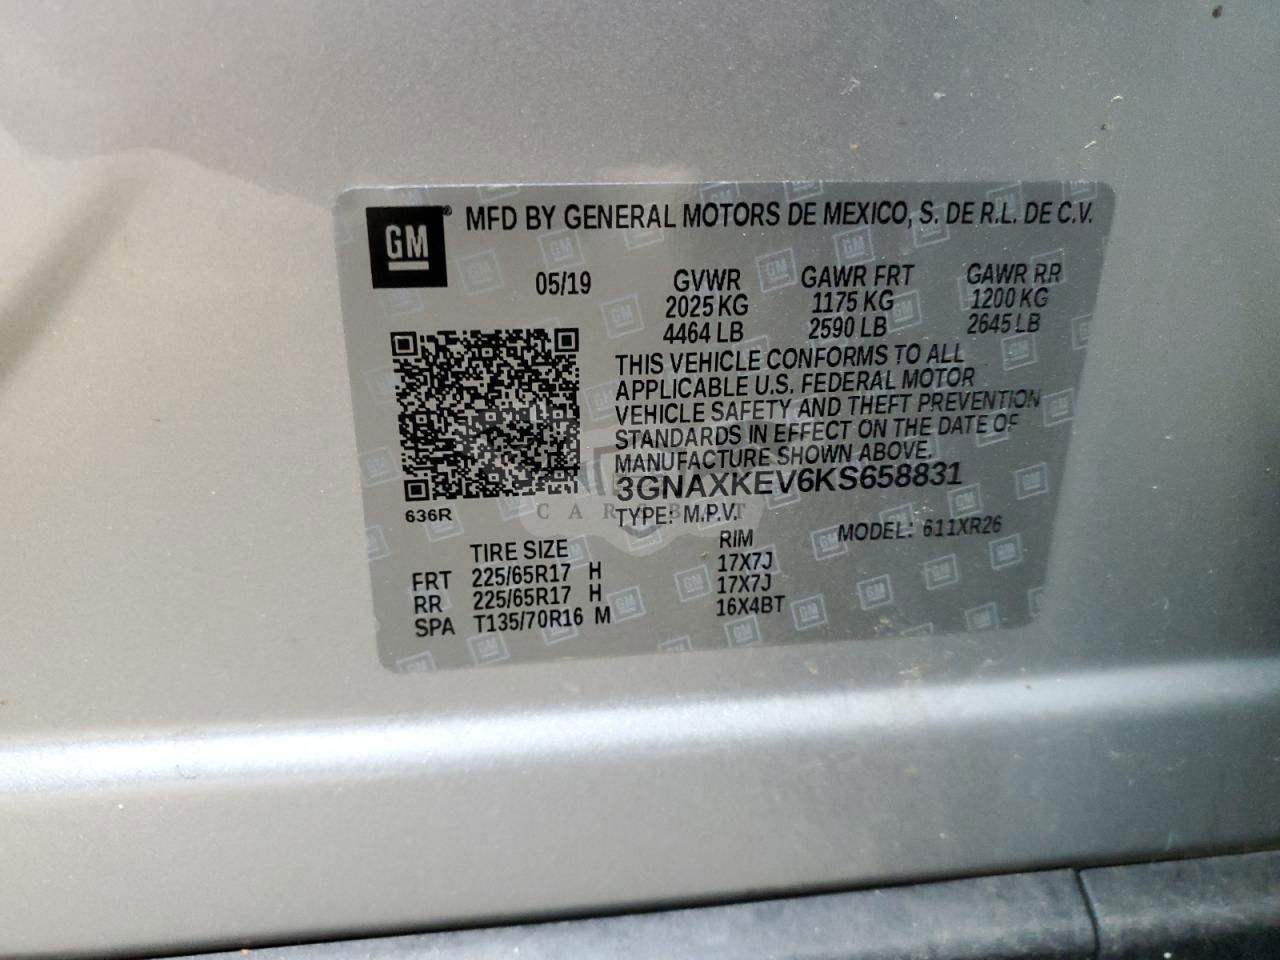 GM® MFD BY GENERAL MOTORS DE MEXICO, S. DE R.L. DE C.V.
05/19 GVWR GAWR FRT GAWR RR
2025 KG 1175 KG 1200 KG
4464 LB 2590 LB 2645 LB
THIS VEHICLE CONFORMS TO ALL
APPLICABLE U.S. FEDERAL MOTOR
VEHICLE SAFETY AND THEFT PREVENTION
STANDARDS IN EFFECT ON THE DATE OF
MANUFACTURE SHOWN ABOVE.
3GNAXKEV6KS658831
636R TYPE: M.P.V. MODEL: 611XR26
TIRE SIZE RIM
FRT 225/65R17 H 17X7J
RR 225/65R17 H 17X7J
SPA T135/70R16 M 16X4BT